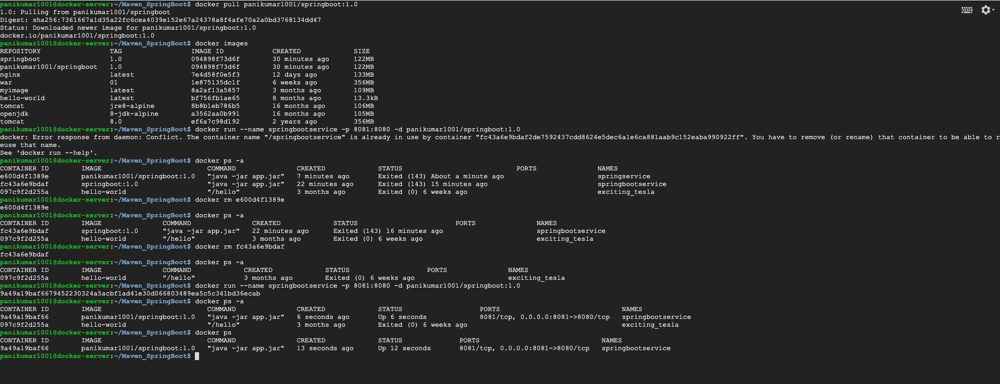 panikumar1001@docker-server:~/Maven_SpringBoot$ docker pull panikumar1001/springboot:1.0
1.0: Pulling from panikumar1001/springboot
Digest: sha256:7361667a1d35a22fc6cea4039e152e67a24378a8f4afe70a2a0bd3768134dd47
Status: Downloaded newer image for panikumar1001/springboot:1.0
docker.io/panikumar1001/springboot:1.0
panikumar1001@docker-server:~/Maven_SpringBoot$ docker images
REPOSITORY TAG IMAGE ID CREATED SIZE
springboot 1.0 094898f73d6f 30 minutes ago 122MB
panikumar1001/springboot 1.0 094898f73d6f 30 minutes ago 122MB
nginx latest 7e4d58f0e5f3 12 days ago 133MB
war 01 1e875135dc1f 6 weeks ago 356MB
myimage latest 8a2af13a5857 3 months ago 109MB
hello-world latest bf756fb1ae65 8 months ago 13.3kB
tomcat jre8-alpine 8b8b1eb786b5 16 months ago 106MB
openjdk 8-jdk-alpine a3562aa0b991 16 months ago 105MB
tomcat 8.0 ef6a7c98d192 2 years ago 356MB
panikumar1001@docker-server:~/Maven_SpringBoot$ docker run --name springbootservice -p 8081:8080 -d panikumar1001/springboot:1.0
docker: Error response from daemon: Conflict. The container name "/springbootservice" is already in use by container "fc43a6e9bdaf2de7592437cdd8624e5dec6a1e6ca881aab9c152eaba990922ff". You have to remove (or rename) that container to be able to r
euse that name.
See 'docker run --help'.
panikumar1001@docker-server:~/Maven_SpringBoot$ docker ps -a
CONTAINER ID IMAGE COMMAND CREATED STATUS PORTS NAMES
e600d4f1389e panikumar1001/springboot:1.0 "java -jar app.jar" 7 minutes ago Exited (143) About a minute ago springservice
fc43a6e9bdaf springboot:1.0 "java -jar app.jar" 22 minutes ago Exited (143) 15 minutes ago springbootservice
097c9f2d255a hello-world "/hello" 3 months ago Exited (0) 6 weeks ago exciting_tesla
panikumar1001@docker-server:~/Maven_SpringBoot$ docker rm e600d4f1389e
e600d4f1389e
panikumar1001@docker-server:~/Maven_SpringBoot$ docker ps -a
CONTAINER ID IMAGE COMMAND CREATED STATUS PORTS NAMES
fc43a6e9bdaf springboot:1.0 "java -jar app.jar" 22 minutes ago Exited (143) 16 minutes ago springbootservice
097c9f2d255a hello-world "/hello" 3 months ago Exited (0) 6 weeks ago exciting_tesla
panikumar1001@docker-server:~/Maven_SpringBoot$ docker rm fc43a6e9bdaf
fc43a6e9bdaf
panikumar1001@docker-server:~/Maven_SpringBoot$ docker ps -a
CONTAINER ID IMAGE COMMAND CREATED STATUS PORTS NAMES
097c9f2d255a hello-world "/hello" 3 months ago Exited (0) 6 weeks ago exciting_tesla
panikumar1001@docker-server:~/Maven_SpringBoot$ docker run --name springbootservice -p 8081:8080 -d panikumar1001/springboot:1.0
9a49a19baf6679452230324a5acbf1ad41e30d066803489ea5c5c341bd36ecab
panikumar1001@docker-server:~/Maven_SpringBoot$ docker ps -a
CONTAINER ID IMAGE COMMAND CREATED STATUS PORTS NAMES
9a49a19baf66 panikumar1001/springboot:1.0 "java -jar app.jar" 6 seconds ago Up 6 seconds 8081/tcp, 0.0.0.0:8081->8080/tcp springbootservice
097c9f2d255a hello-world "/hello" 3 months ago Exited (0) 6 weeks ago exciting_tesla
panikumar1001@docker-server:~/Maven_SpringBoot$ docker ps
CONTAINER ID IMAGE COMMAND CREATED STATUS PORTS NAMES
9a49a19baf66 panikumar1001/springboot:1.0 "java -jar app.jar" 13 seconds ago Up 12 seconds 8081/tcp, 0.0.0.0:8081->8080/tcp springbootservice
panikumar1001@docker-server:~/Maven_SpringBoot$